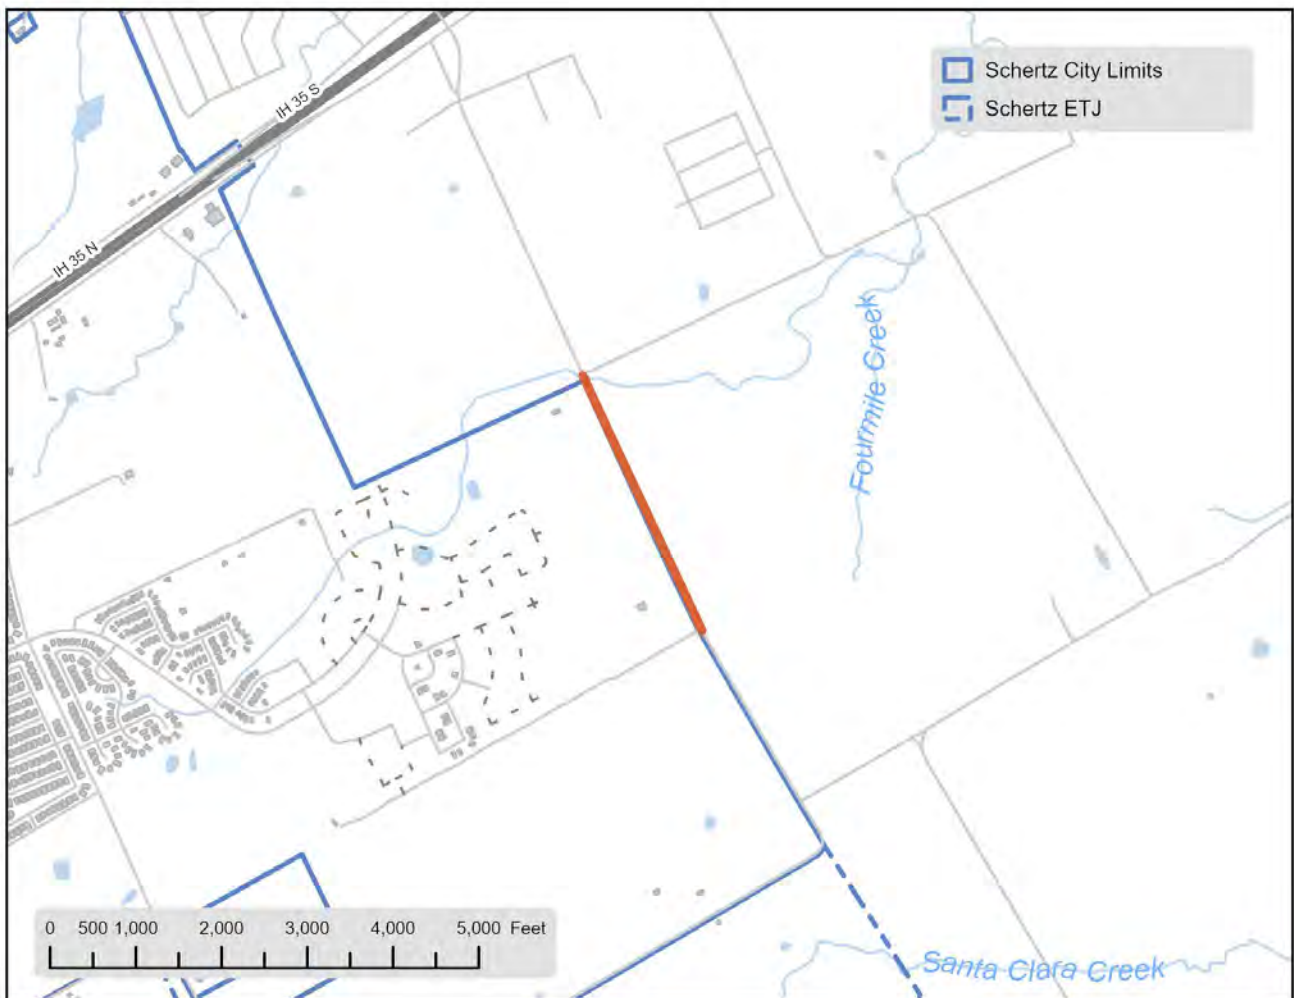 Schertz City Limits
Schertz ETJ
IH 35 S
IH 35 N
Fourmile Creek
0 500 1,000 2,000 3,000 4,000 5,000 Feet
Santa Clara Creek